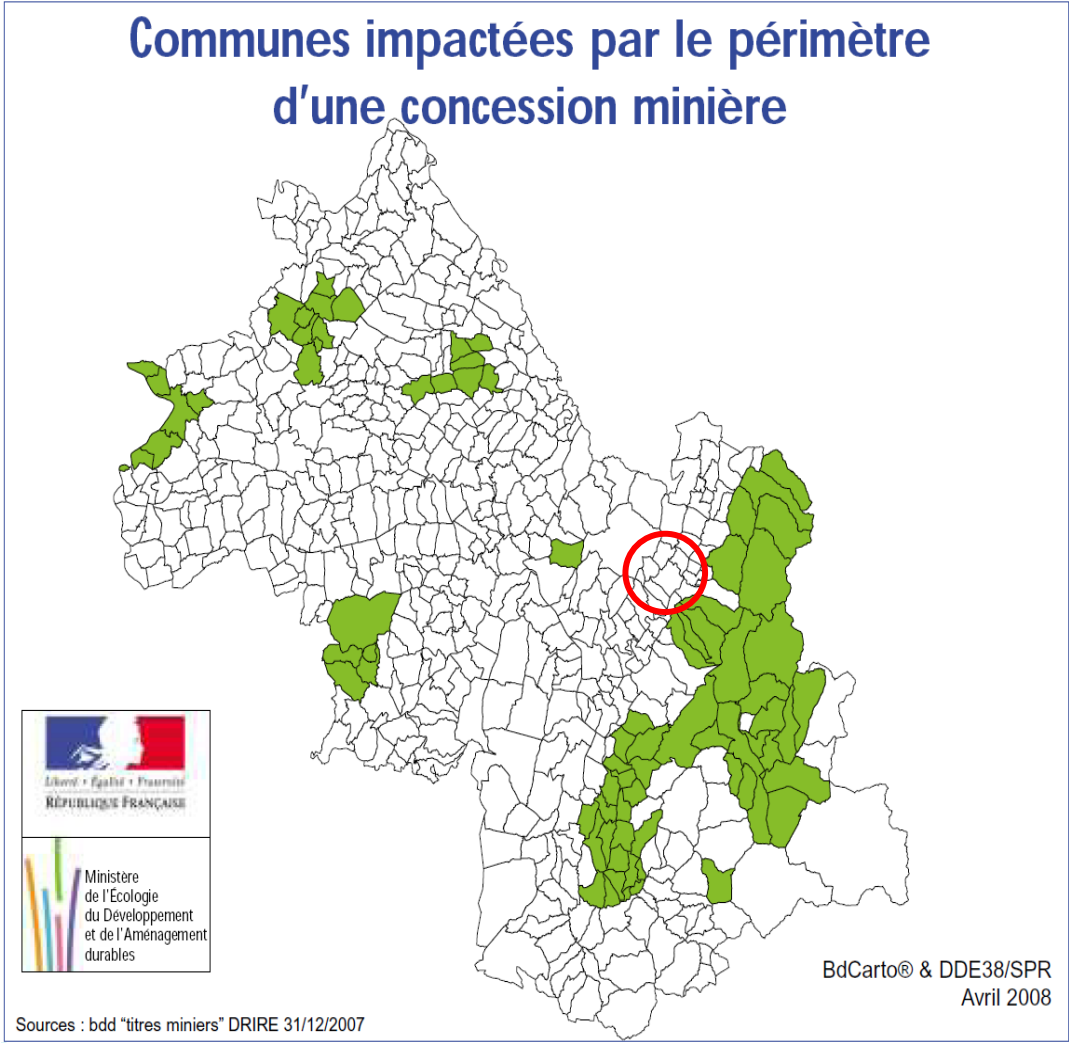 Communes impactées par le périmètre
d'une concession minière
Liberté • Égalité • Fraternité
RÉPUBLIQUE FRANÇAISE
Ministère
de l'Écologie
du Développement
et de l'Aménagement
durables
BdCarto® & DDE38/SPR
Avril 2008
Sources : bdd “titres miniers” DRIRE 31/12/2007